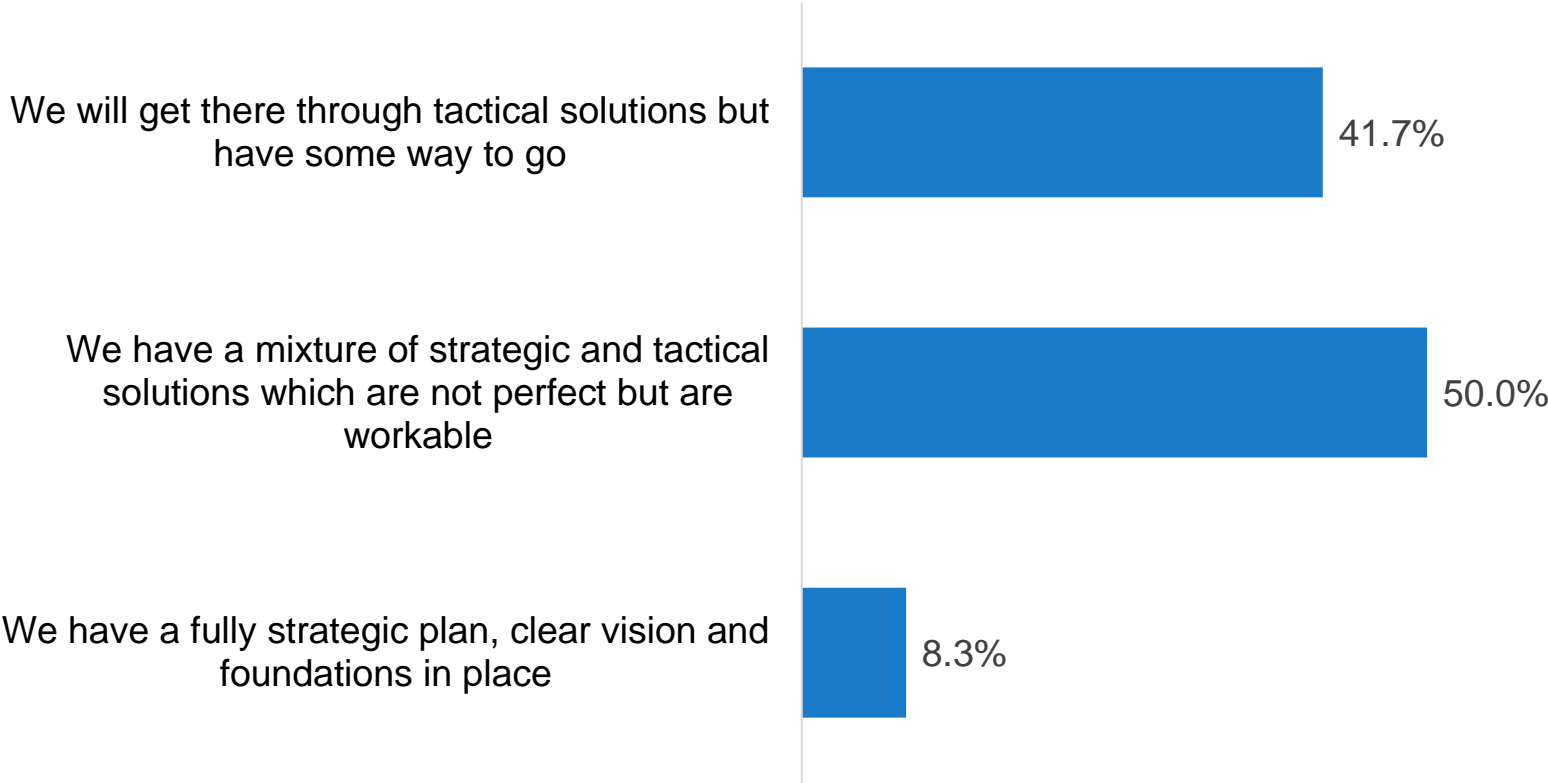 We will get there through tactical solutions but
have some way to go
41.7%
We have a mixture of strategic and tactical
solutions which are not perfect but are
workable
50.0%
We have a fully strategic plan, clear vision and
foundations in place
8.3%